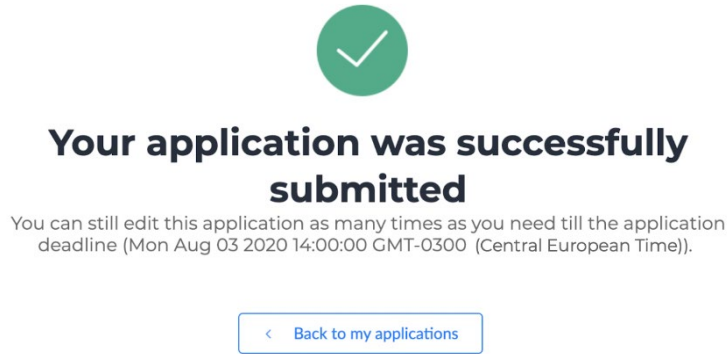 Your application was successfully
submitted
You can still edit this application as many times as you need till the application
deadline (Mon Aug 03 2020 14:00:00 GMT-0300 (Central European Time)).
< Back to my applications